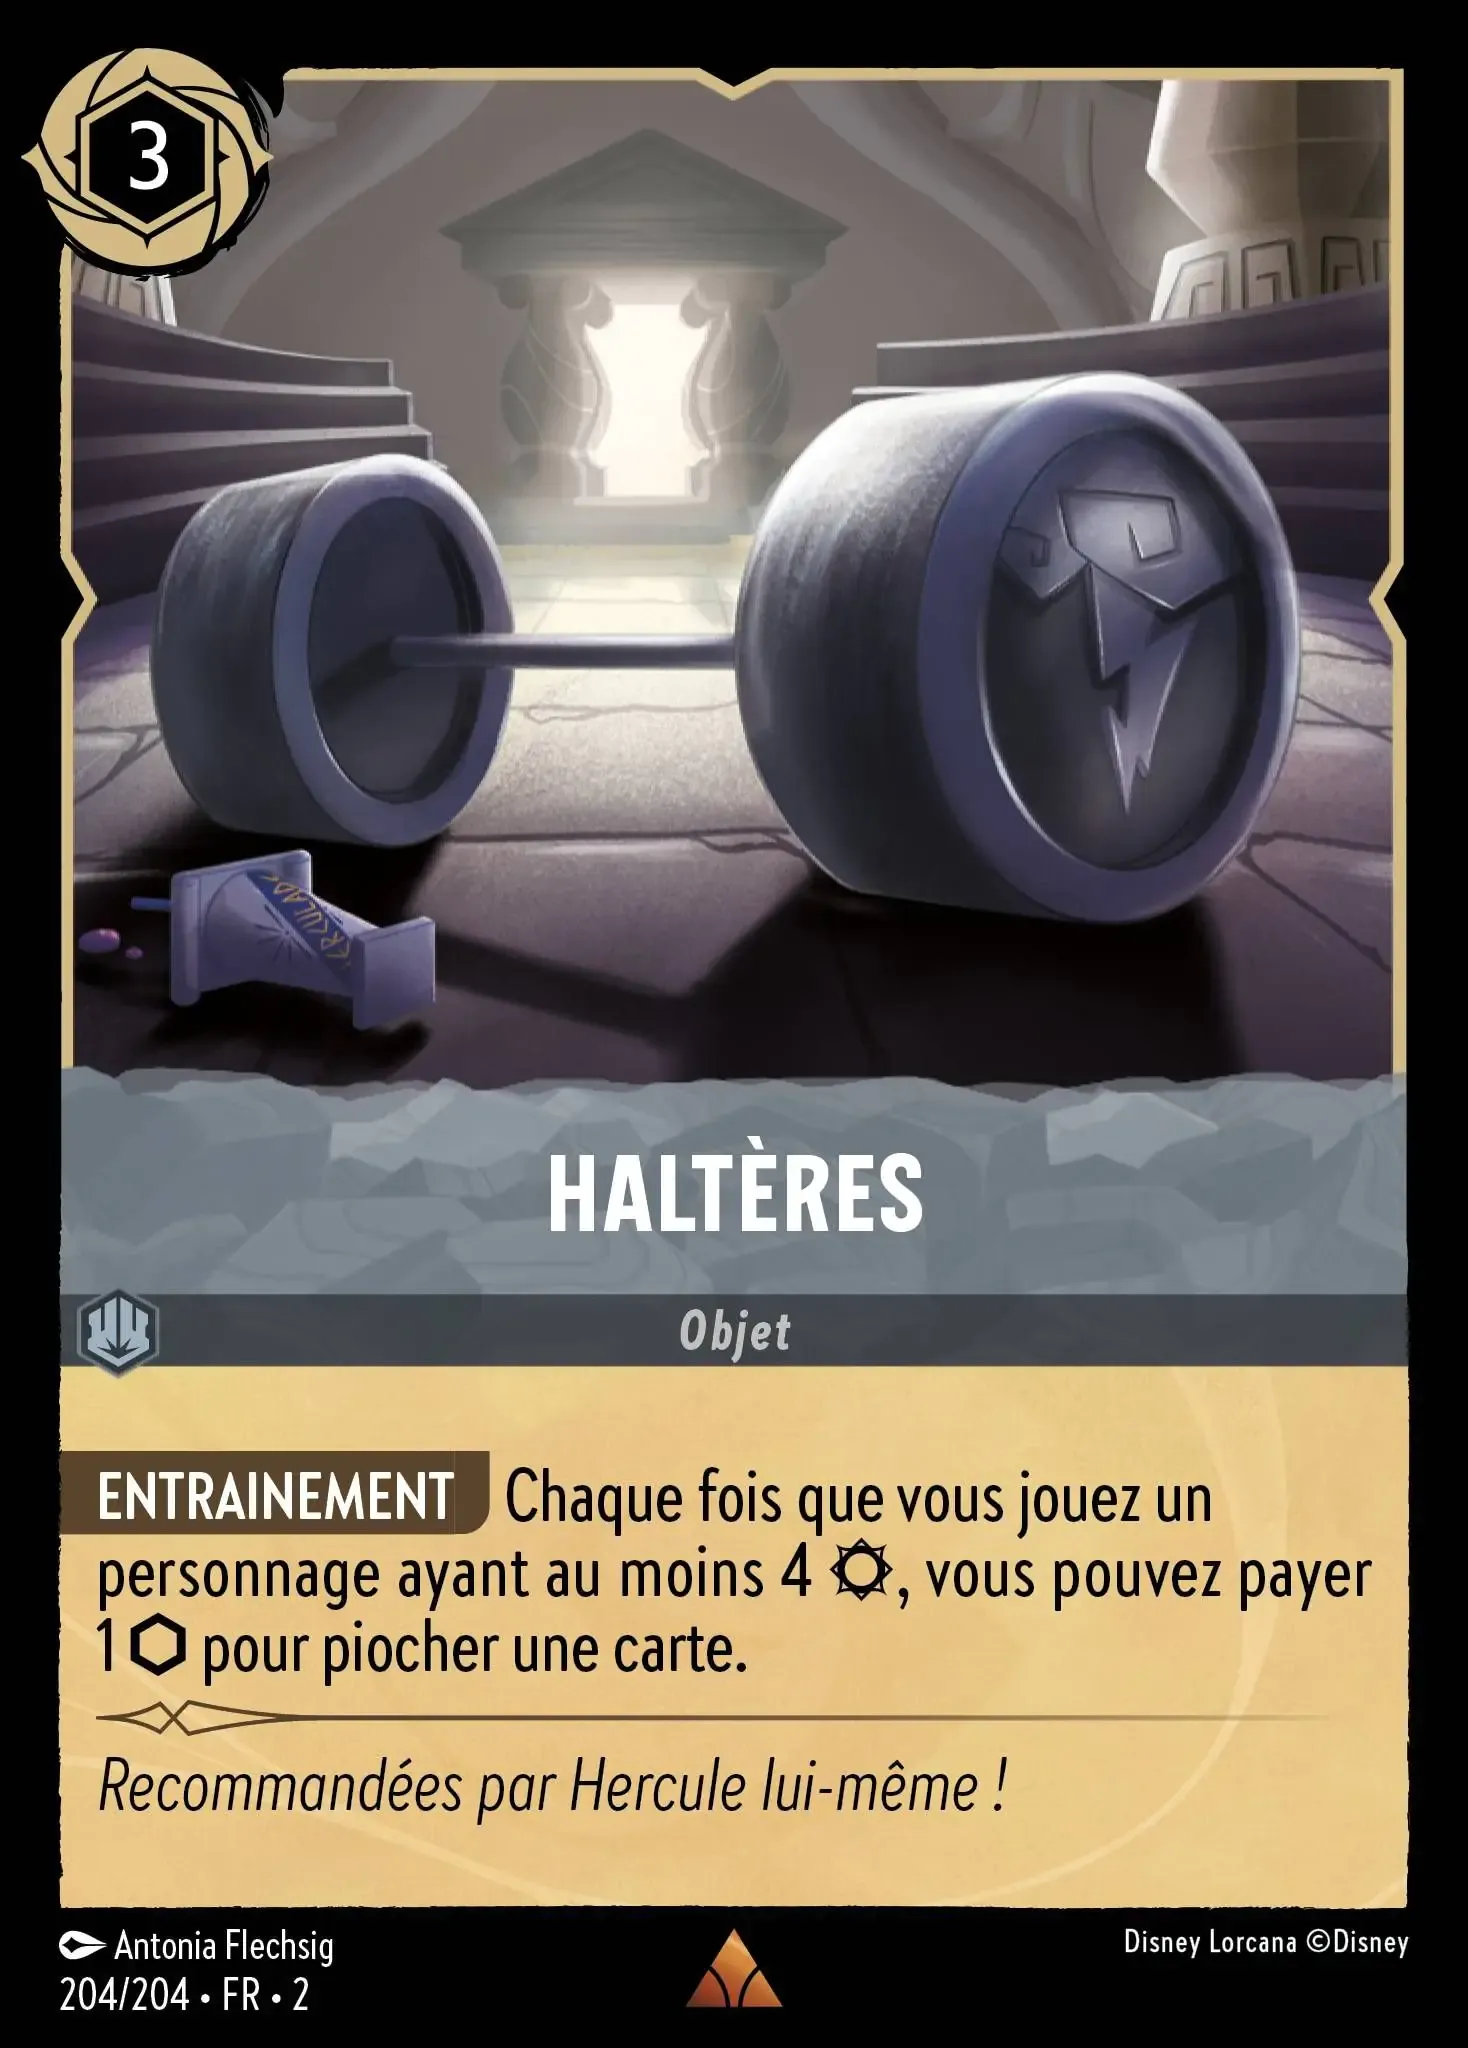 3
HALTÈRES
Objet
ENTRAINEMENT Chaque fois que vous jouez un
personnage ayant au moins 4 , vous pouvez payer
1 pour piocher une carte.
Recommandées par Hercule lui-même !
Antonia Flechsig
204/204 • FR • 2
Disney Lorcana ©Disney